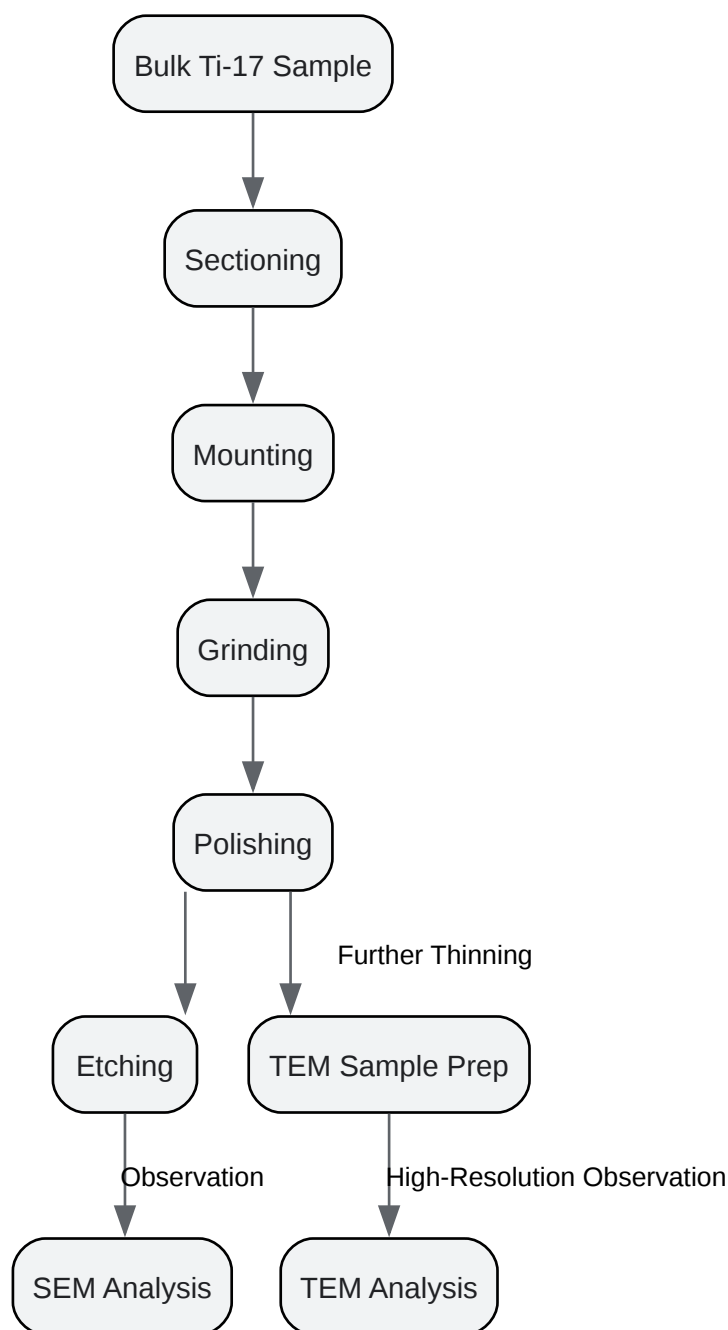 Bulk Ti-17 Sample
Sectioning
Mounting
Grinding
Polishing
Further Thinning
Etching
TEM Sample Prep
Observation
High-Resolution Observation
SEM Analysis
TEM Analysis